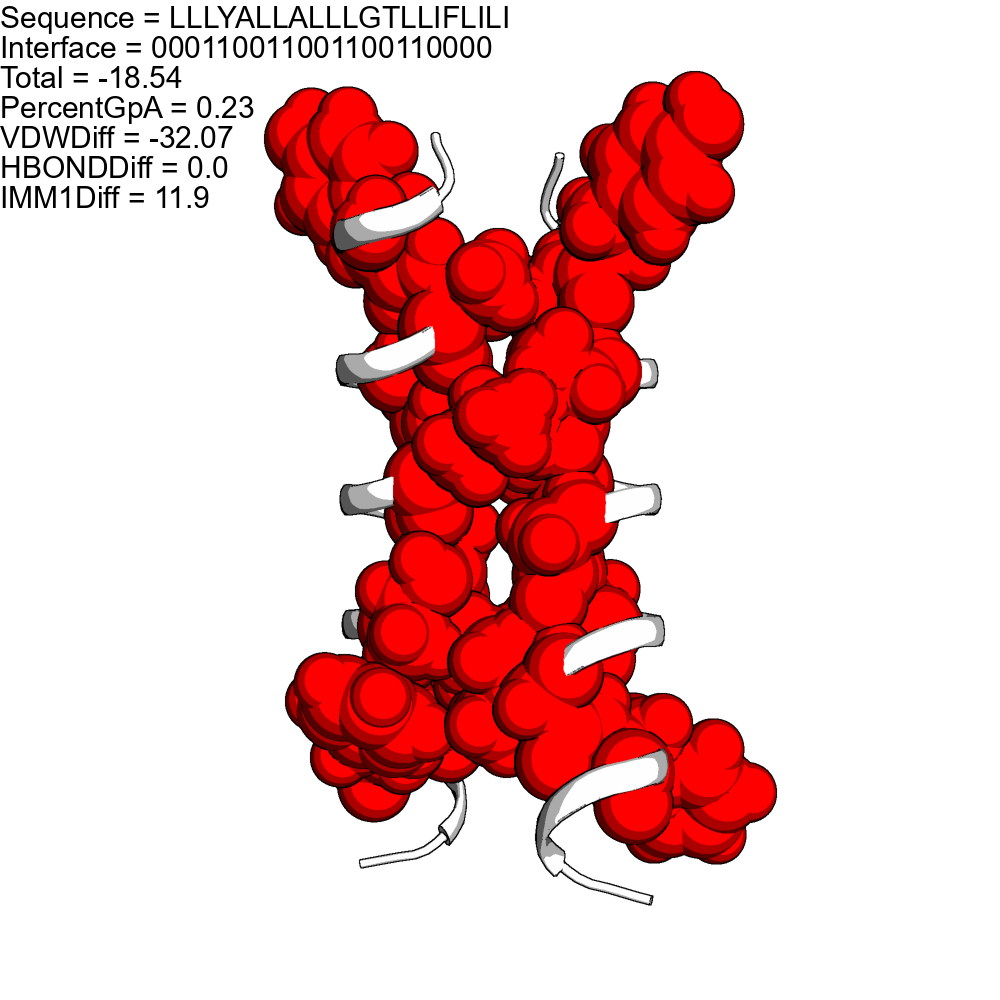 Sequence = LLLYALLALLLGTLLIFLILI
Interface = 000110011001100110000
Total = -18.54
PercentGpA = 0.23
VDWDiff = -32.07
HBONDDiff = 0.0
IMM1Diff = 11.9